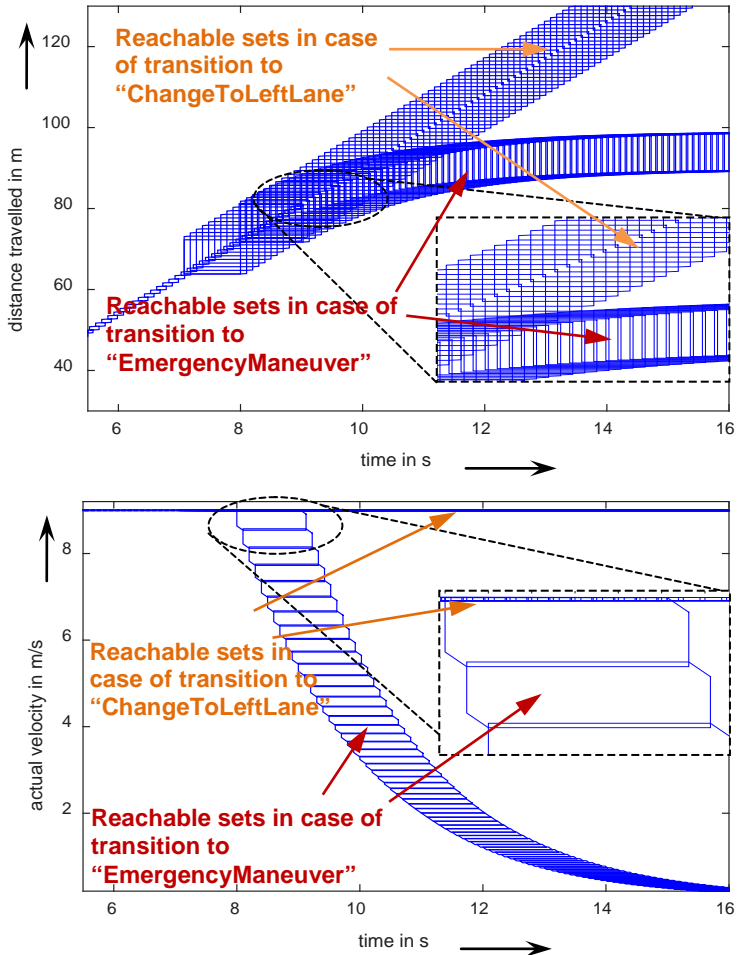 120
100
80
60
40
distance travelled in m
Reachable sets in case
of transition to
“ChangeToLeftLane”
Reachable sets in case of
transition to
“EmergencyManeuver”
6
8
10
12
14
16
time in s
8
6
4
2
actual velocity in m/s
Reachable sets in
case of transition to
“ChangeToLeftLane”
Reachable sets in case of
transition to
“EmergencyManeuver”
6
8
10
12
14
16
time in s